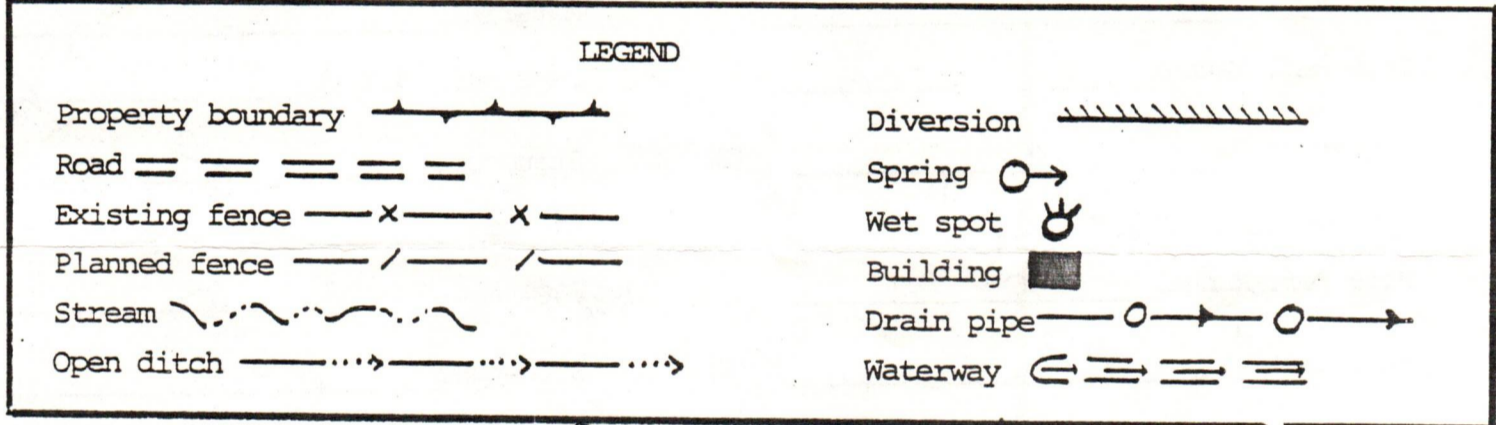 LEGEND
Property boundary
Road
Existing fence
Planned fence
Stream
Open ditch
Diversion
Spring
Wet spot
Building
Drain pipe
Waterway